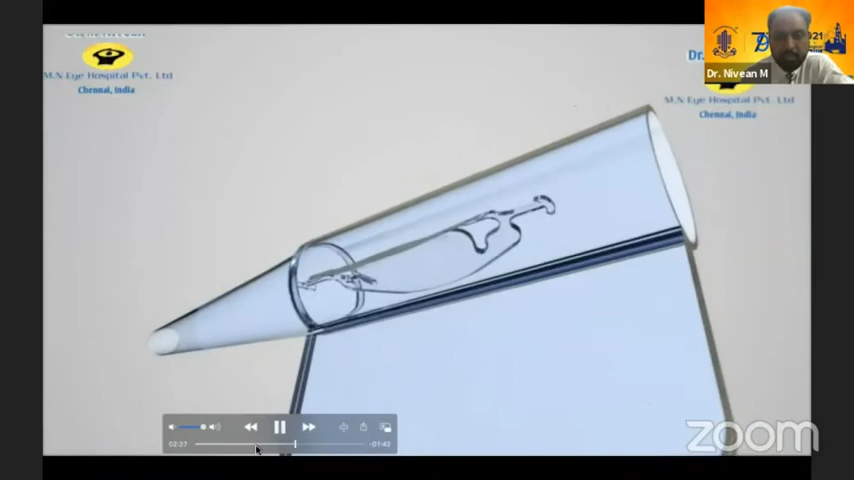 M.N Eye Hospital Pvt. Ltd
Chennai, India
Dr.
M.N Eye Hospital Pvt. Ltd
Chennai, India
Dr. Nivean M
02:27
-01:42
zoom